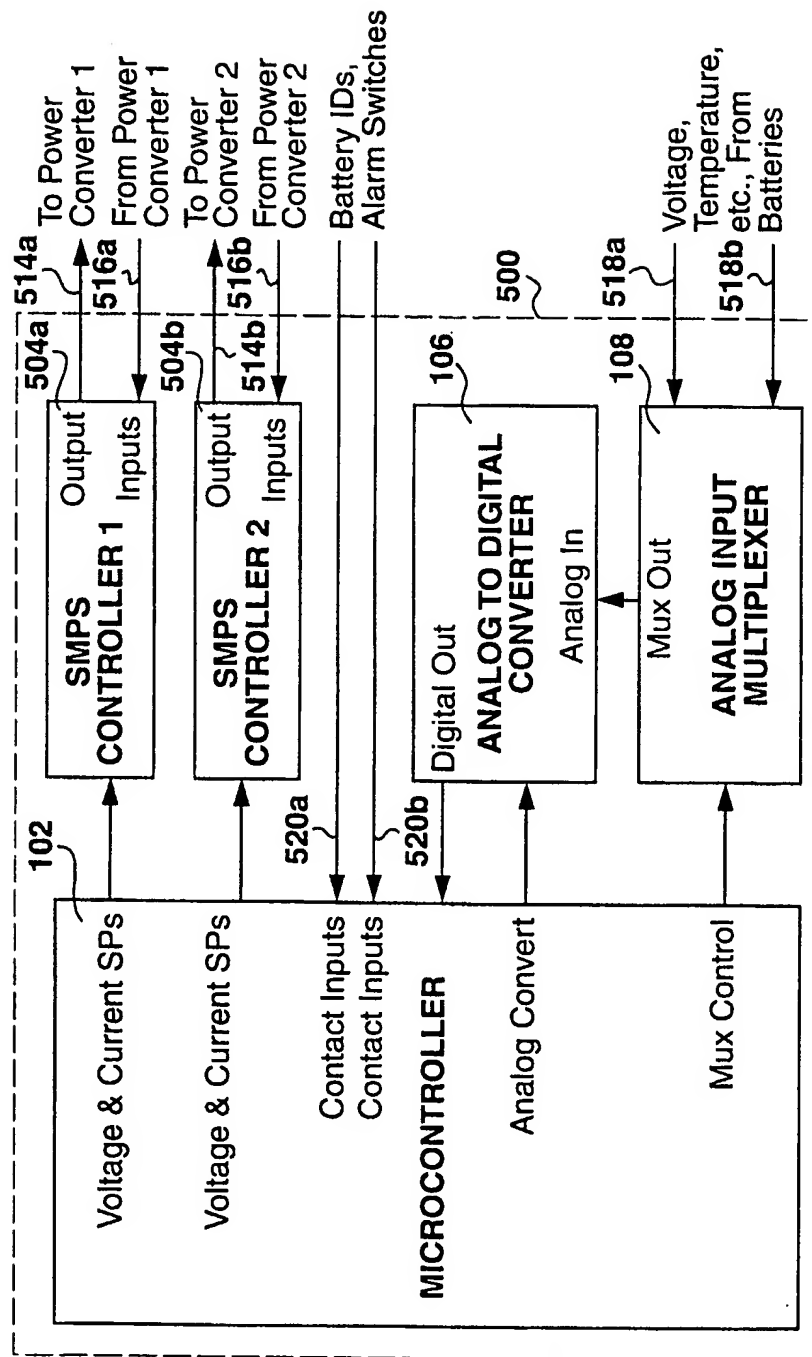 102
Voltage & Current SPs
Voltage & Current SPs
Contact Inputs
Contact Inputs
MICROCONTROLLER
Analog Convert
Mux Control
504a
Output
SMPS
CONTROLLER 1
Inputs
514a
To Power
Converter 1
516a
From Power
Converter 1
504b
Output
SMPS
CONTROLLER 2
Inputs
514b
To Power
Converter 2
516b
From Power
Converter 2
520a
520b
Battery IDs,
Alarm Switches
500
106
Digital Out
ANALOG TO DIGITAL
CONVERTER
Analog In
108
Mux Out
ANALOG INPUT
MULTIPLEXER
518a
Voltage,
Temperature,
etc., From
Batteries
518b